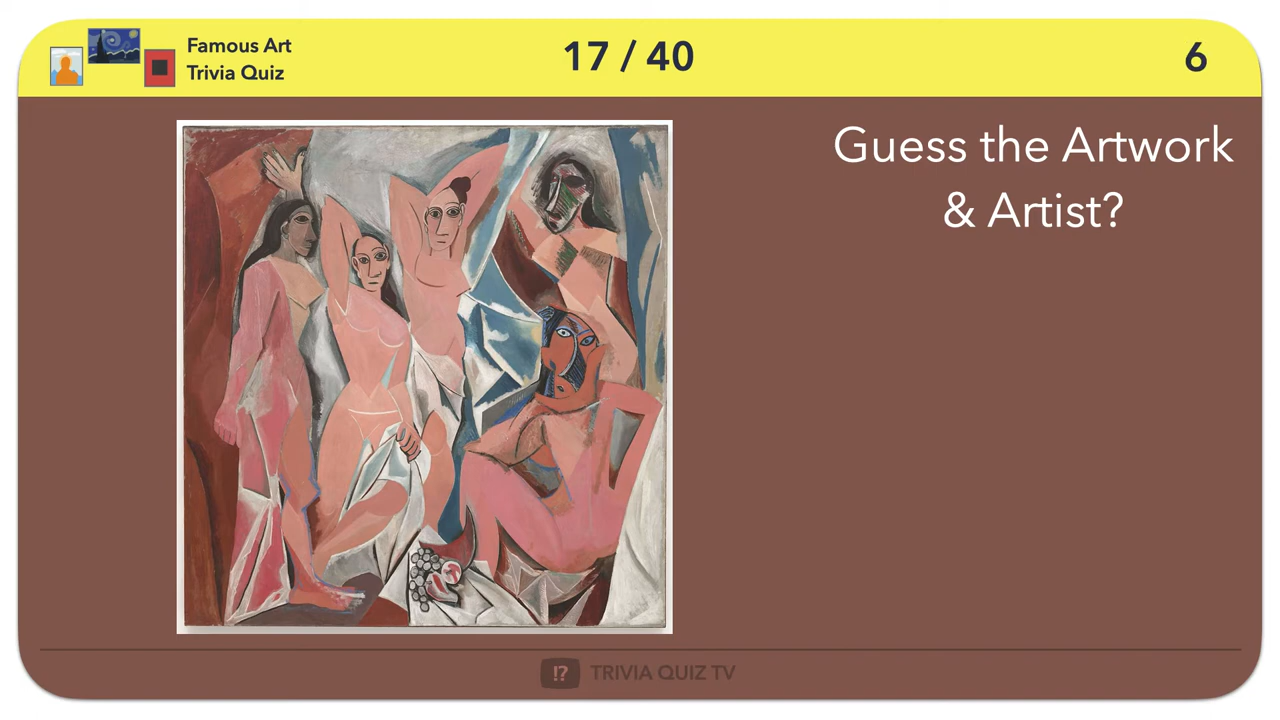 Famous Art
Trivia Quiz
17 / 40
6
Guess the Artwork
& Artist?
!?
TRIVIA QUIZ TV